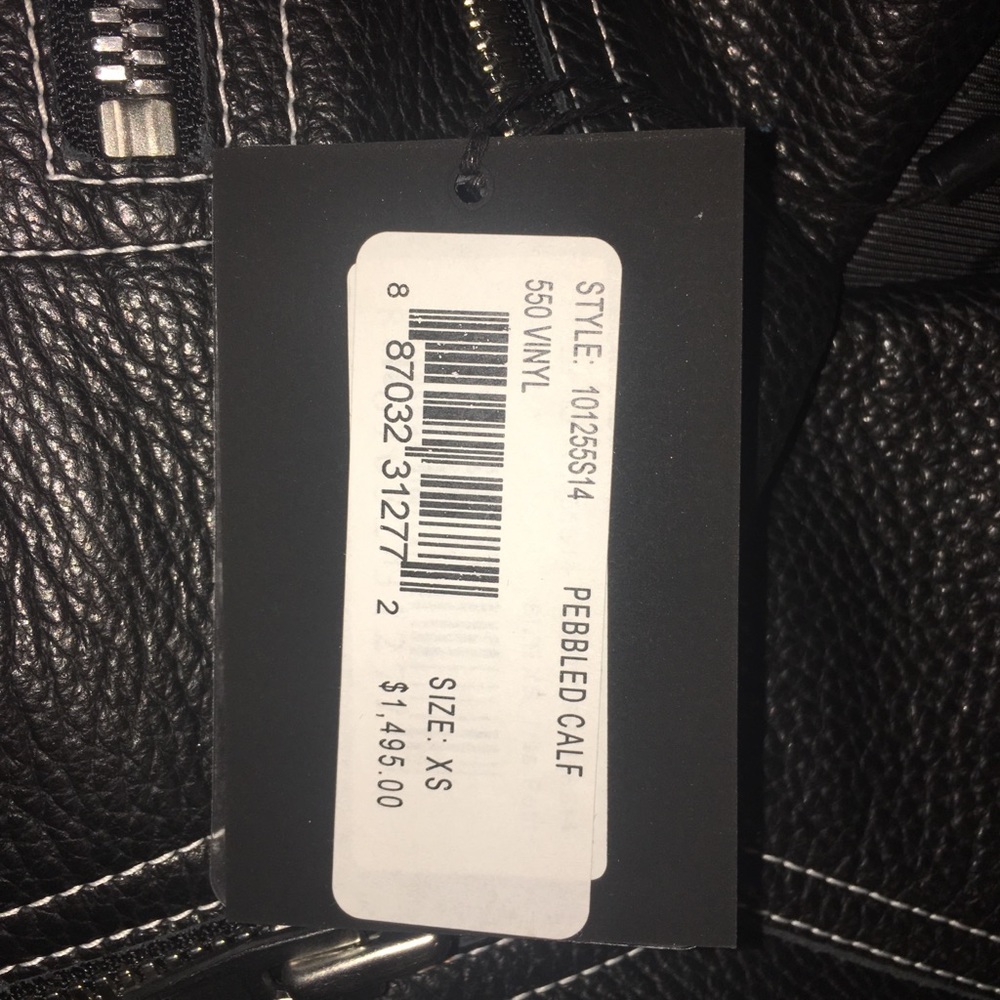 STYLE: 101255S14 PEBBLED CALF
550 VINYL
8 87032 31277 2
SIZE: XS
$1,495.00